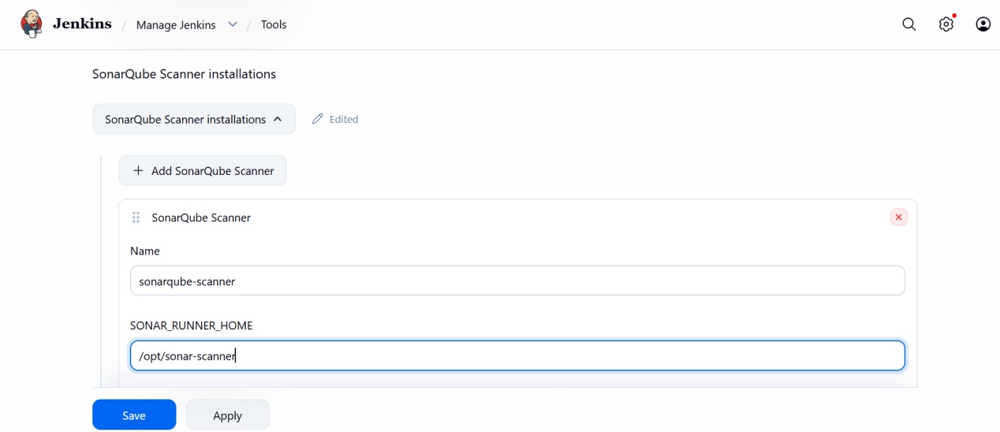 Jenkins / Manage Jenkins / Tools
SonarQube Scanner installations
SonarQube Scanner installations Edited
+ Add SonarQube Scanner
SonarQube Scanner
Name
sonarqube-scanner
SONAR_RUNNER_HOME
/opt/sonar-scanner
Save Apply